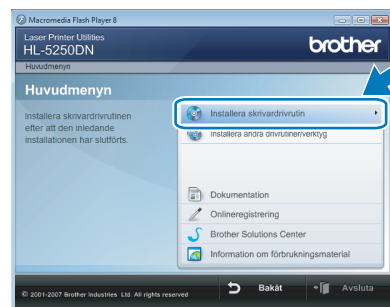 Macromedia Flash Player 8
Laser Printer Utilities
HL-5250DN
brother
Huvudmenyn
Huvudmenyn
Installera skrivardrivrutinen
efter att den inledande
installationen har slutförts.
Installera skrivardrivrutin
Installera andra drivrutiner/verktyg
Dokumentation
Onlineregistrering
Brother Solutions Center
Information om förbrukningsmaterial
© 2001-2007 Brother Industries Ltd. All rights reserved
Bakåt
Avsluta